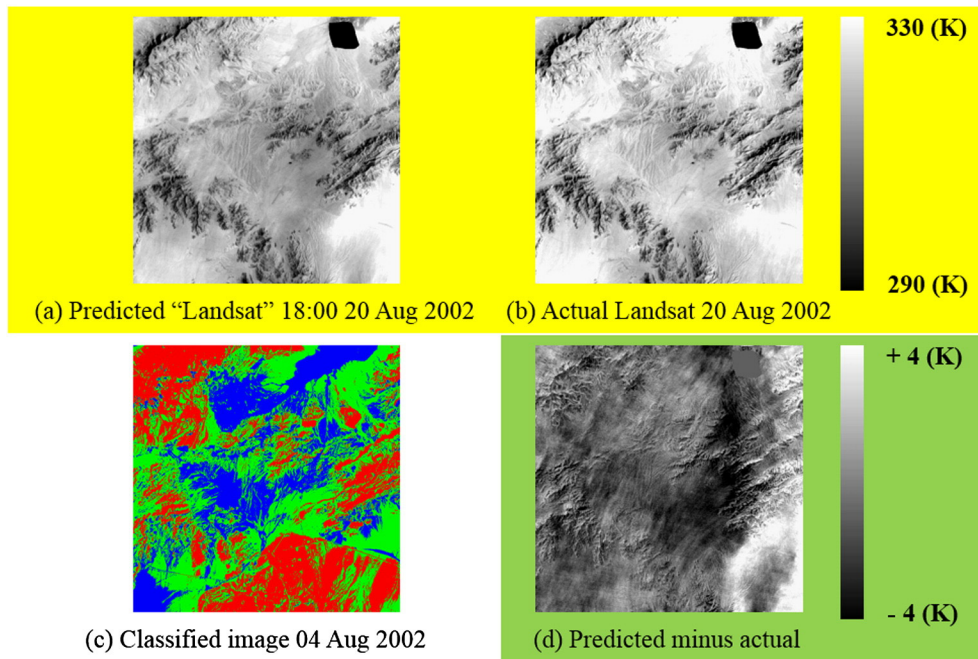 330 (K)
290 (K)
(a) Predicted “Landsat” 18:00 20 Aug 2002
(b) Actual Landsat 20 Aug 2002
+ 4 (K)
- 4 (K)
(c) Classified image 04 Aug 2002
(d) Predicted minus actual